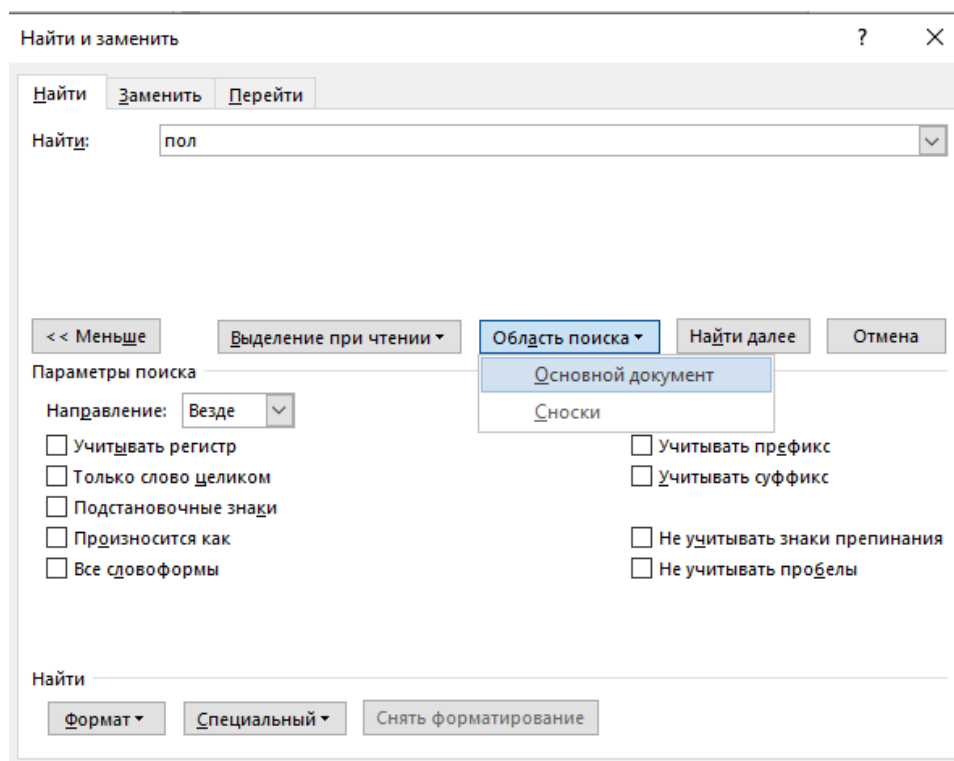 Найти и заменить ? ×
Найти Заменить Перейти
Найти: пол
<< Меньше Выделение при чтении Область поиска Найти далее Отмена
Параметры поиска Основной документ
Направление: Везде Сноски
Учитывать регистр Учитывать префикс
Только слово целиком Учитывать суффикс
Подстановочные знаки
Произносится как Не учитывать знаки препинания
Все словоформы Не учитывать пробелы
Найти
Формат Специальный Снять форматирование